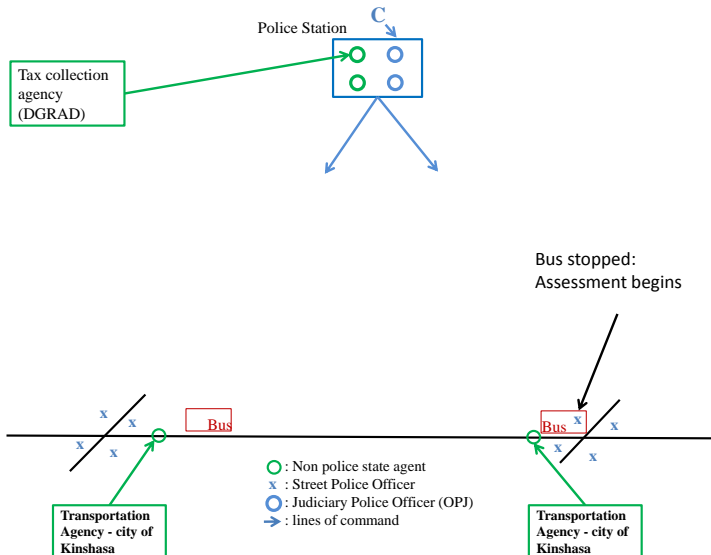 C
Police Station
Tax collection
agency
(DGRAD)
Bus stopped:
Assessment begins
x
x
x
x
Bus
Bus
x
x
x
x
: Non police state agent
x : Street Police Officer
: Judiciary Police Officer (OPJ)
: lines of command
Transportation
Agency - city of
Kinshasa
Transportation
Agency - city of
Kinshasa